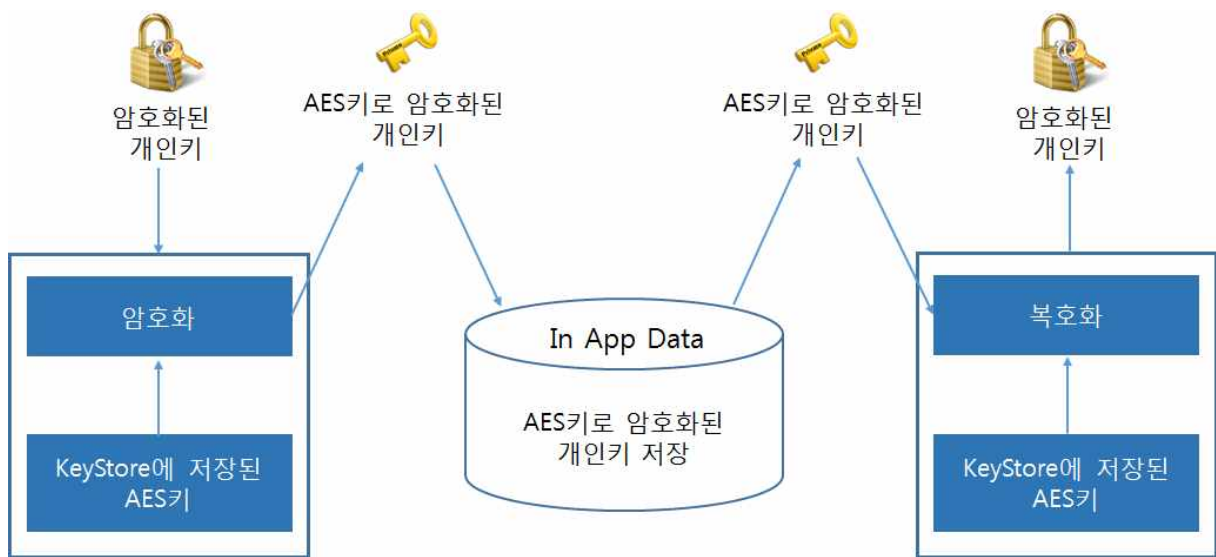 암호화된
개인키
Private
AES키로 암호화된
개인키
Private
AES키로 암호화된
개인키
암호화된
개인키
암호화
KeyStore에 저장된
AES키
In App Data
AES키로 암호화된
개인키 저장
복호화
KeyStore에 저장된
AES키